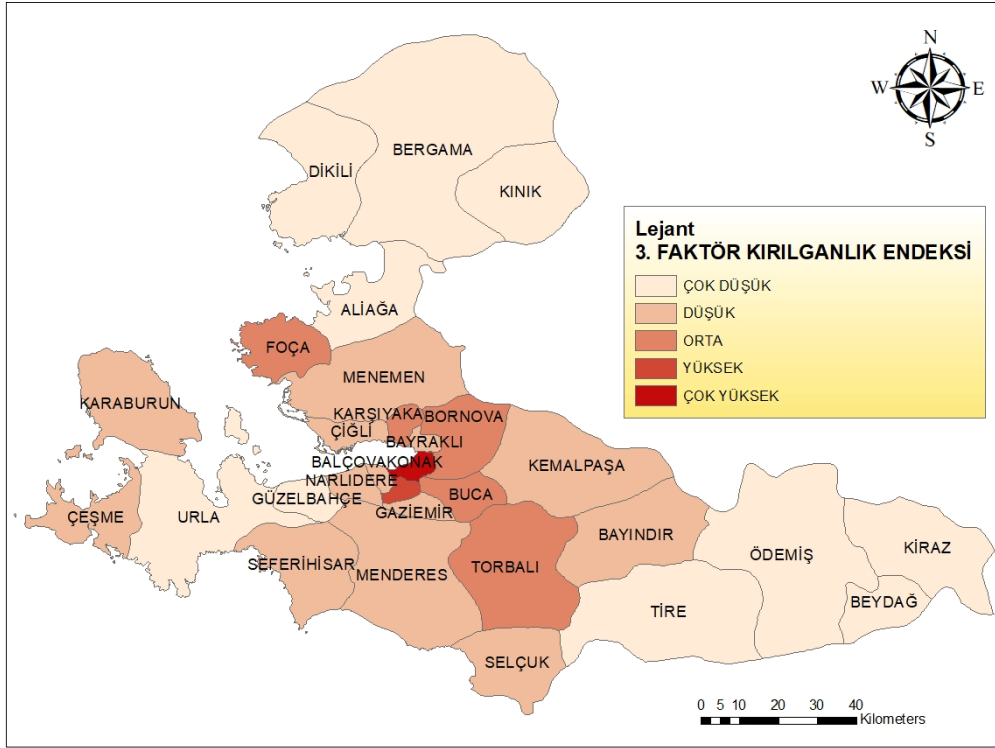 N
W E
S
BERGAMA
DİKİLİ
KINIK
Lejant
3. FAKTÖR KIRILGANLIK ENDEKSİ
ÇOK DÜŞÜK
DÜŞÜK
ORTA
YÜKSEK
ÇOK YÜKSEK
ALİAĞA
FOÇA
MENEMEN
KARABURUN
KARŞIYAKA
BORNOVA
ÇİĞLİ
BAYRAKLI
BALÇOVA
KONAK
KEMALPAŞA
NARLIDERE
GÜZELBAHÇE
BUCA
GAZİEMİR
ÇEŞME
URLA
BAYINDIR
KİRAZ
ÖDEMİŞ
SEFERİHİSAR
MENDERES
TORBALI
BEYDAĞ
TİRE
SELÇUK
0 5 10 20 30 40
Kilometers